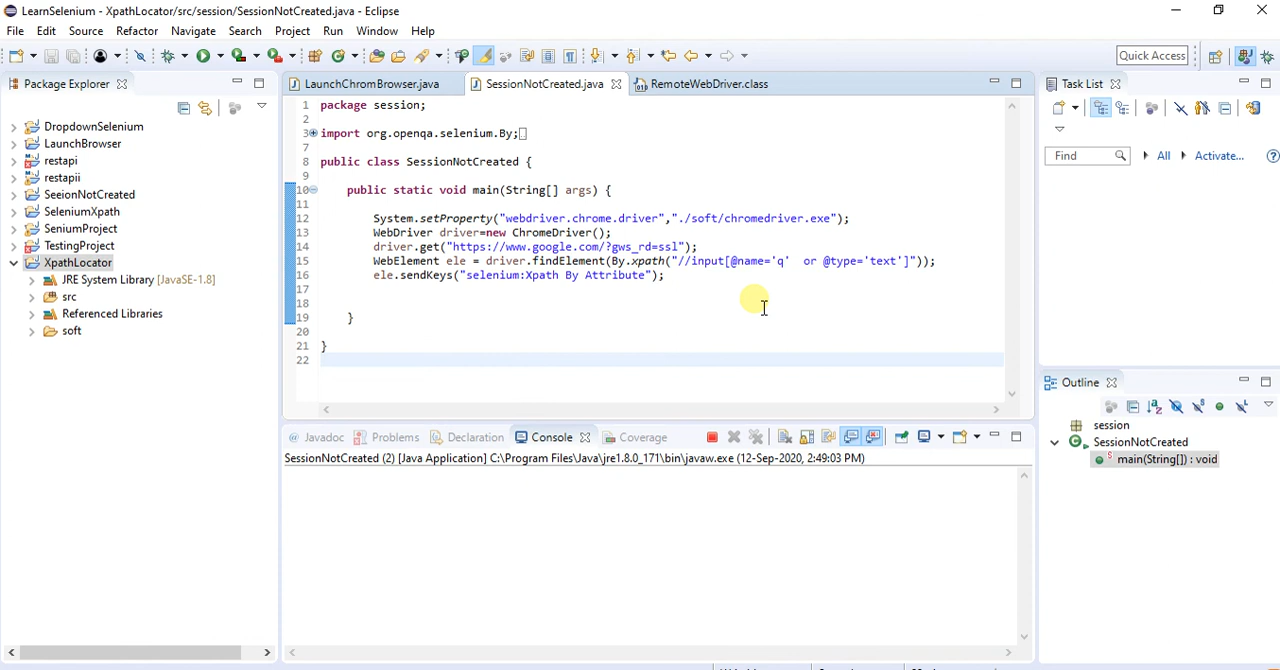 LearnSelenium - XpathLocator/src/session/SessionNotCreated.java - Eclipse
File Edit Source Refactor Navigate Search Project Run Window Help
Quick Access
Package Explorer
DropdownSelenium
LaunchBrowser
restapi
restapii
SeeionNotCreated
SeleniumXpath
SeniumProject
TestingProject
XpathLocator
JRE System Library [JavaSE-1.8]
src
Referenced Libraries
soft
LaunchChromBrowser.java SessionNotCreated.java RemoteWebDriver.class
1 package session;
2
3 import org.openqa.selenium.By;
7
8 public class SessionNotCreated {
9
10 public static void main(String[] args) {
11
12 System.setProperty("webdriver.chrome.driver","./soft/chromedriver.exe");
13 WebDriver driver=new ChromeDriver();
14 driver.get("https://www.google.com/?gws_rd=ssl");
15 WebElement ele = driver.findElement(By.xpath("//input[@name='q'  or @type='text']"));
16 ele.sendKeys("selenium:Xpath By Attribute");
17
18
19 }
20
21 }
22
Javadoc Problems Declaration Console Coverage
SessionNotCreated (2) [Java Application] C:\Program Files\Java\jre1.8.0_171\bin\javaw.exe (12-Sep-2020, 2:49:03 PM)
Task List
Find All Activate...
Outline
session
SessionNotCreated
main(String[]) : void